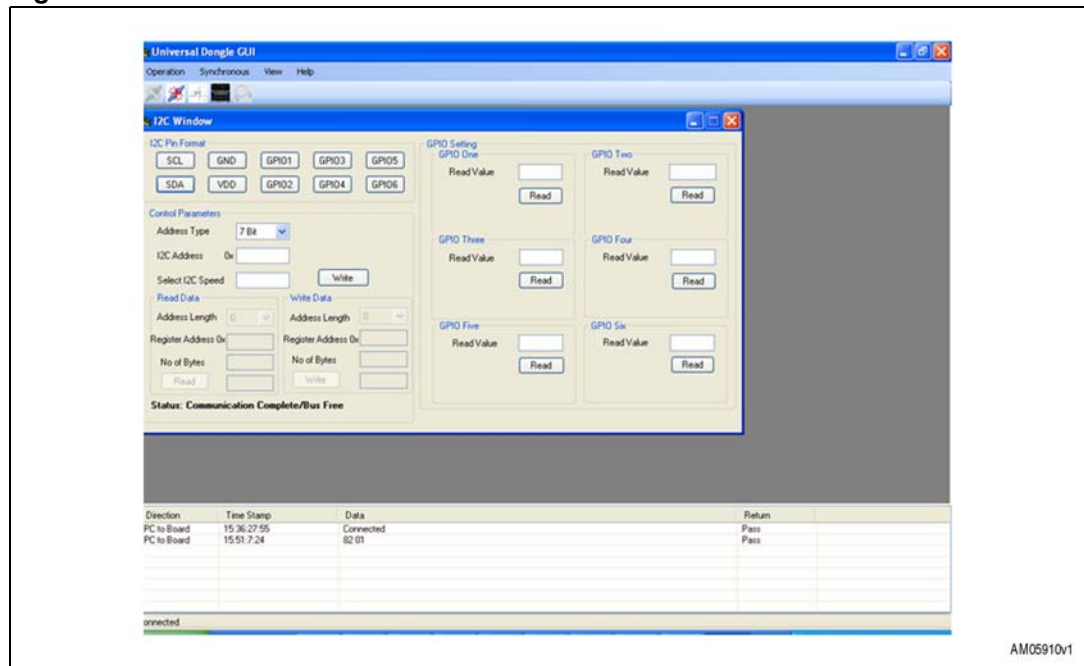 Universal Dongle GUI
Operation Synchronous View Help
I2C Window
I2C Pin Format
SCL GND GPIO1 GPIO3 GPIO5
SDA VDD GPIO2 GPIO4 GPIO6
Control Parameters
Address Type 7 Bit
I2C Address 0x
Select I2C Speed Write
Read Data
Address Length 0
Register Address 0x
No of Bytes
Read
Write Data
Address Length 0
Register Address 0x
No of Bytes
Write
Status: Communication Complete/Bus Free
GPIO Setting
GPIO One
Read Value
Read
GPIO Two
Read Value
Read
GPIO Three
Read Value
Read
GPIO Four
Read Value
Read
GPIO Five
Read Value
Read
GPIO Six
Read Value
Read
Direction Time Stamp Data Return
PC to Board 15:36:27:55 Connected Pass
PC to Board 15:51:7:24 82 01 Pass
onnected
AM05910v1